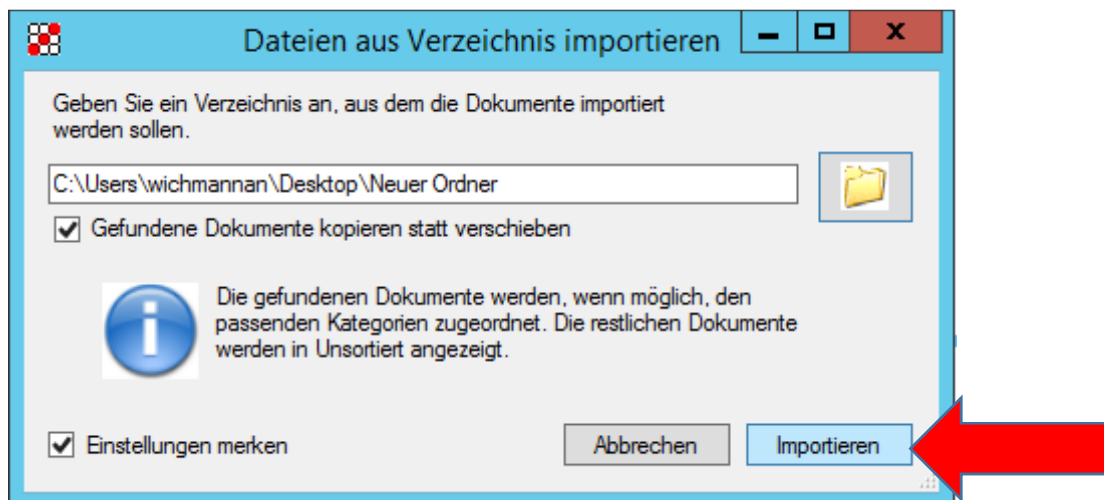 Dateien aus Verzeichnis importieren
Geben Sie ein Verzeichnis an, aus dem die Dokumente importiert
werden sollen.
C:\Users\wichmannan\Desktop\Neuer Ordner
Gefundene Dokumente kopieren statt verschieben
Die gefundenen Dokumente werden, wenn möglich, den
passenden Kategorien zugeordnet. Die restlichen Dokumente
werden in Unsortiert angezeigt.
Einstellungen merken
Abbrechen
Importieren